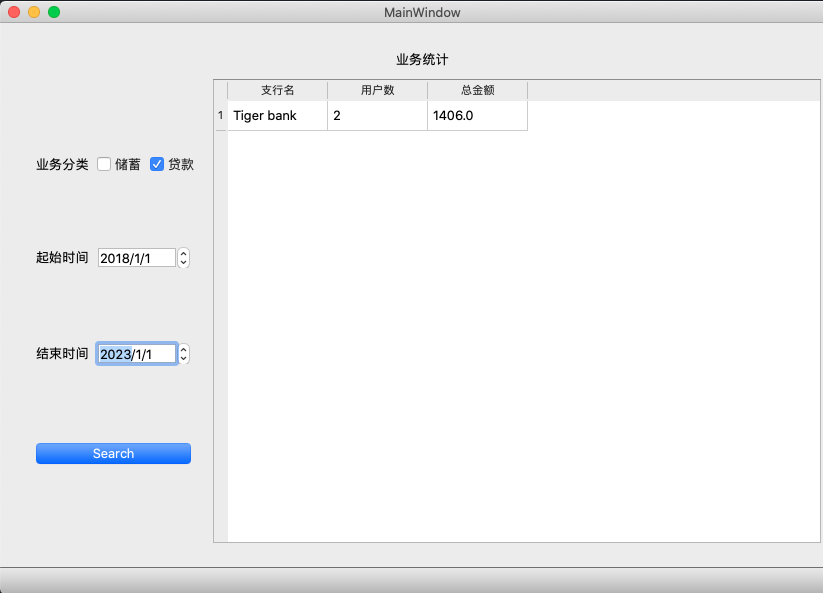 MainWindow
业务统计
支行名 用户数 总金额
1 Tiger bank 2 1406.0
业务分类 储蓄 贷款
起始时间 2018/1/1
结束时间 2023/1/1
Search